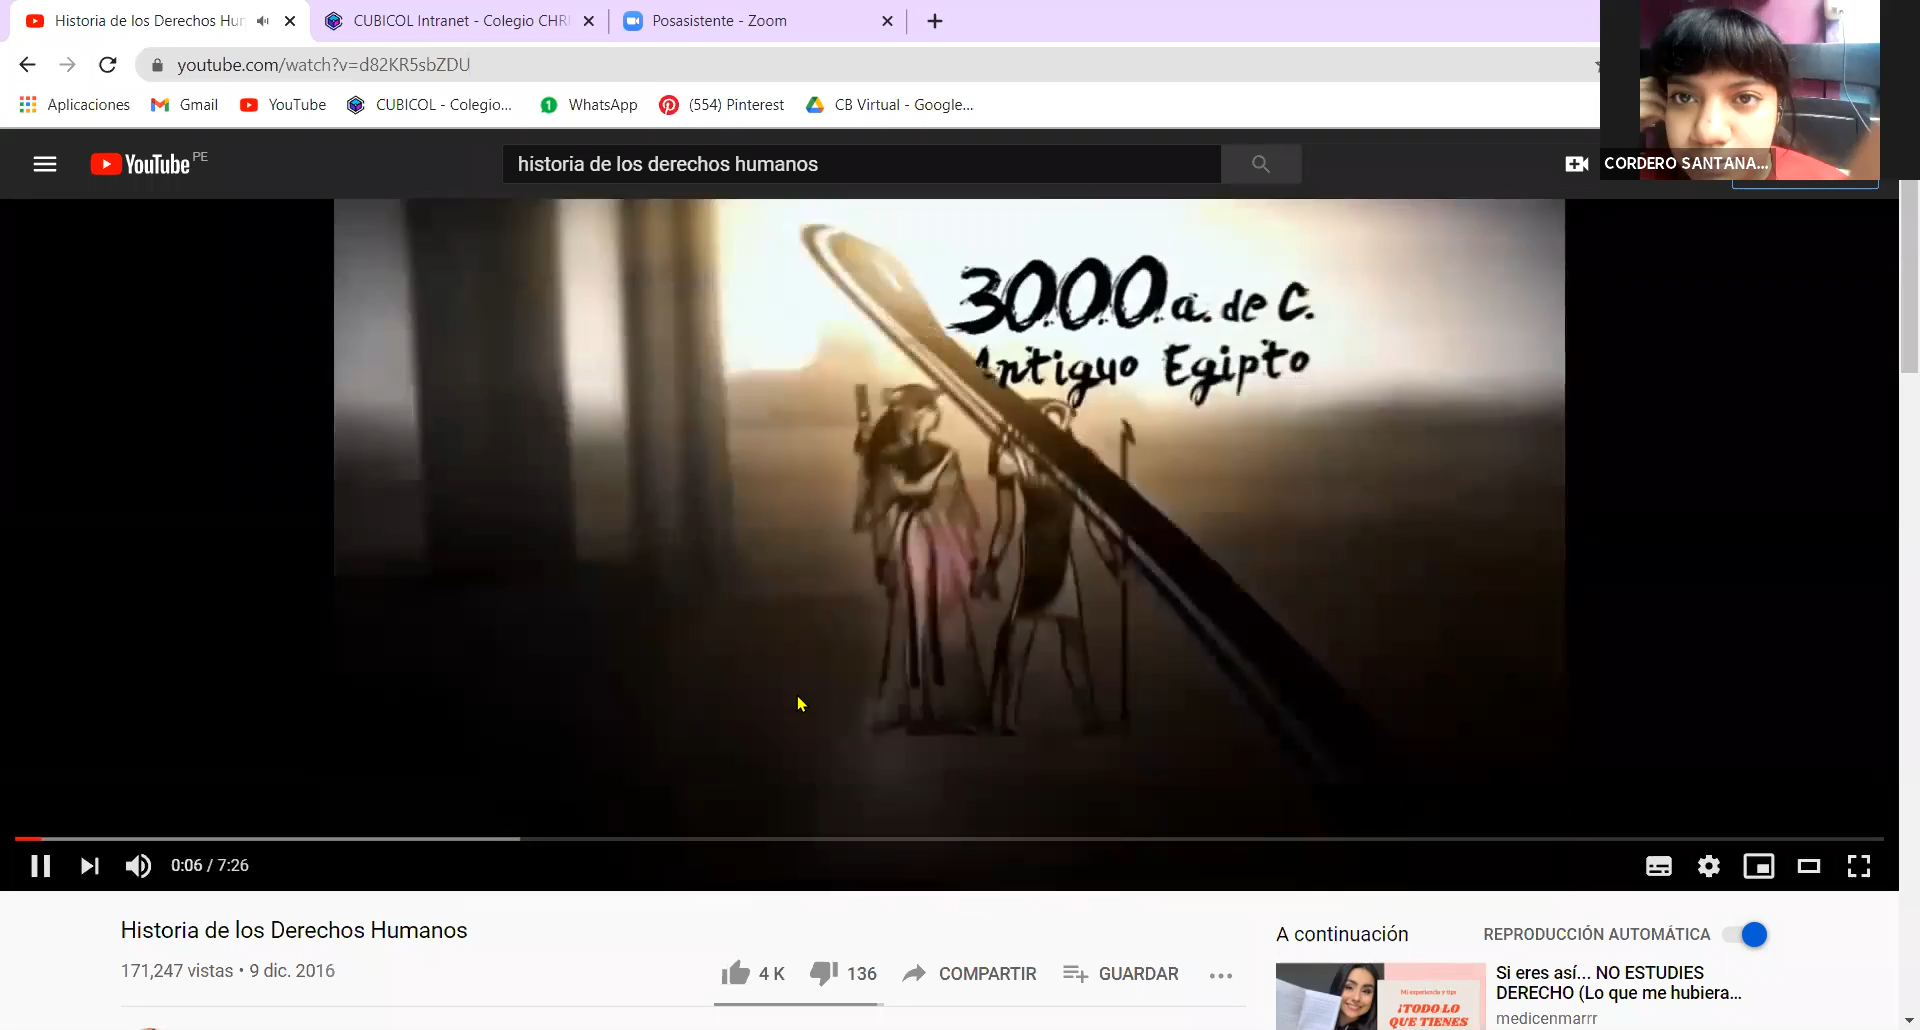 Historia de los Derechos Hur
CUBICOL Intranet - Colegio CHR
Posasistente - Zoom
youtube.com/watch?v=d82KR5sbZDU
Aplicaciones
Gmail
YouTube
CUBICOL - Colegio...
1
WhatsApp
(554) Pinterest
CB Virtual - Google...
YouTube PE
historia de los derechos humanos
CORDERO SANTANA...
3000 a. de C.
Antiguo Egipto
0:06 / 7:26
Historia de los Derechos Humanos
171,247 vistas • 9 dic. 2016
4 K
136
COMPARTIR
GUARDAR
A continuación
REPRODUCCIÓN AUTOMÁTICA
Mi experiencia y tips
¡TODO LO
QUE TIENES
Si eres así... NO ESTUDIES
DERECHO (Lo que me hubiera...
medicenmarrr